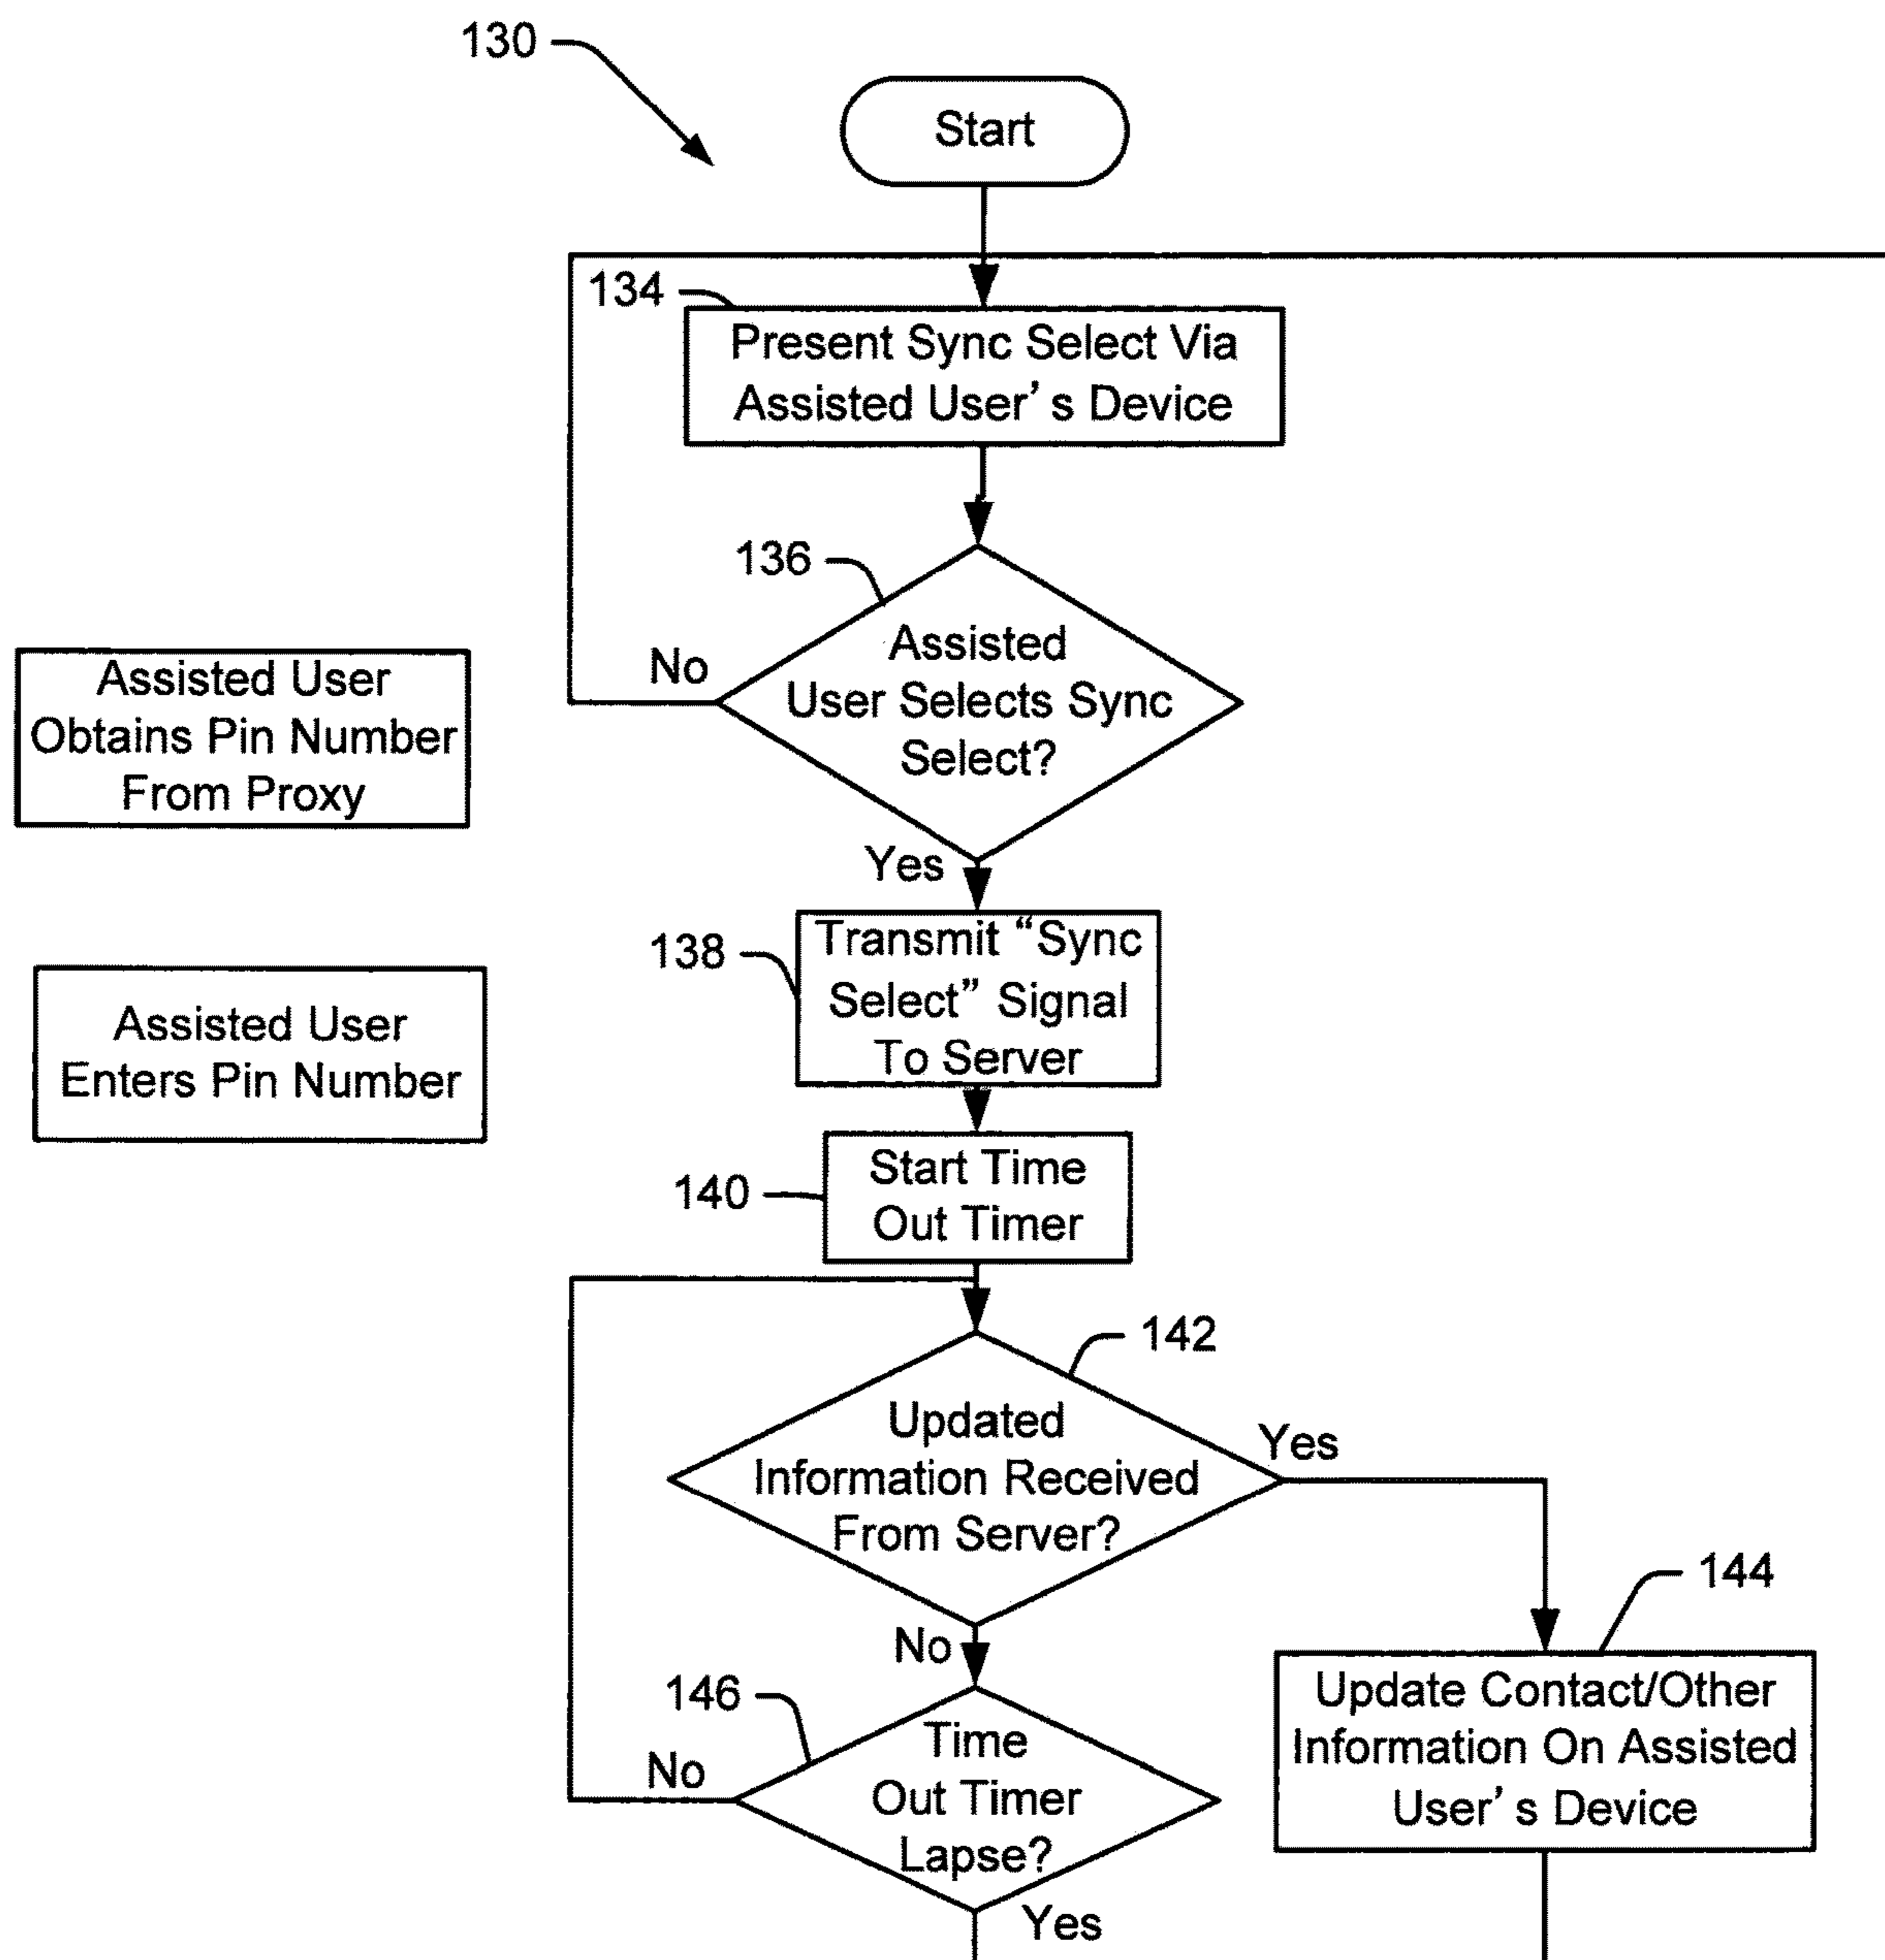 130
Start
134
Present Sync Select Via
Assisted User’s Device
136
Assisted
User Selects Sync
Select?
No
Yes
Assisted User
Obtains Pin Number
From Proxy
138
Transmit “Sync
Select” Signal
To Server
Assisted User
Enters Pin Number
140
Start Time
Out Timer
142
Updated
Information Received
From Server?
Yes
No
144
Update Contact/Other
Information On Assisted
User’s Device
146
Time
Out Timer
Lapse?
No
Yes